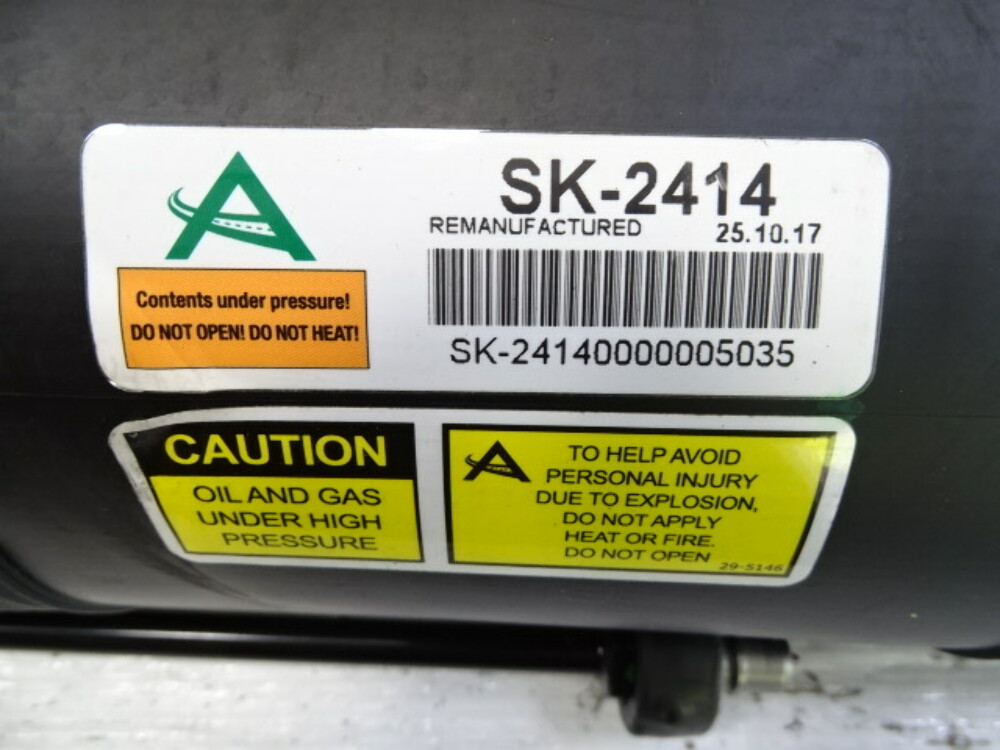 SK-2414
REMANUFACTURED 25.10.17
Contents under pressure!
DO NOT OPEN! DO NOT HEAT!
SK-24140000005035
CAUTION
OIL AND GAS
UNDER HIGH
PRESSURE
TO HELP AVOID
PERSONAL INJURY
DUE TO EXPLOSION,
DO NOT APPLY
HEAT OR FIRE.
DO NOT OPEN
29-5146